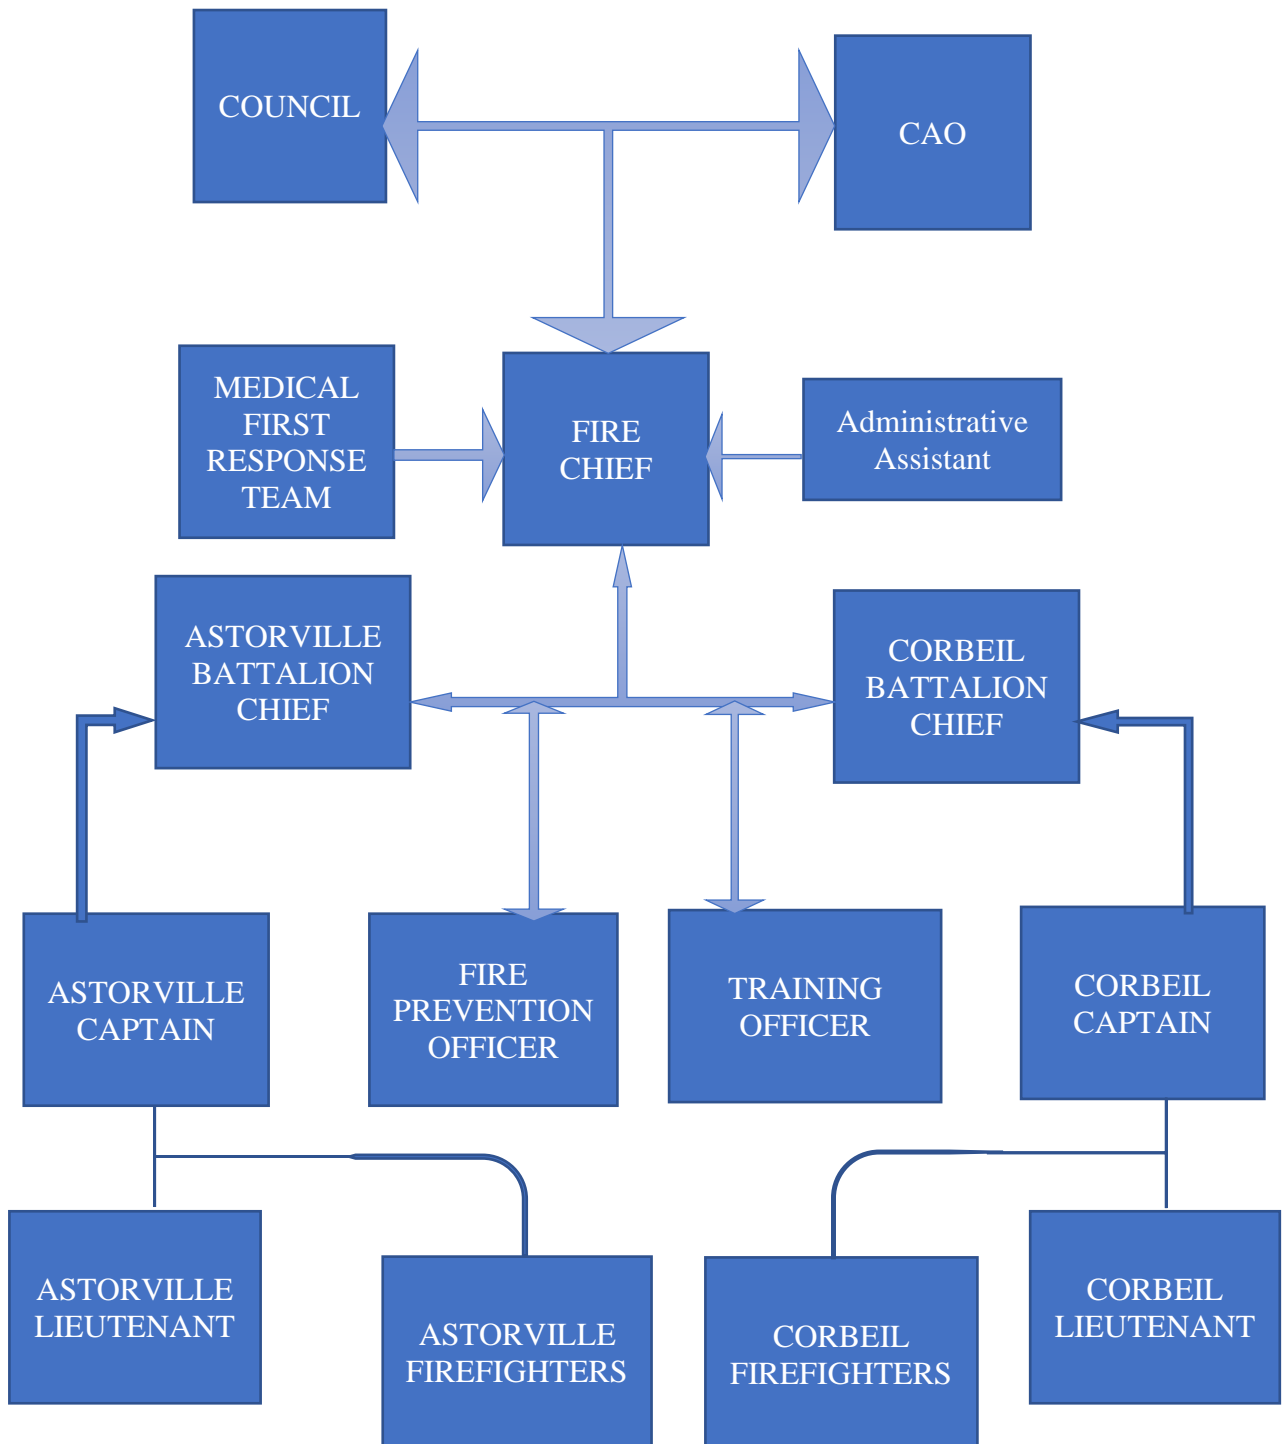 COUNCIL
CAO
MEDICAL
FIRST
RESPONSE
TEAM
FIRE
CHIEF
Administrative
Assistant
ASTORVILLE
BATTALION
CHIEF
CORBEIL
BATTALION
CHIEF
ASTORVILLE
CAPTAIN
FIRE
PREVENTION
OFFICER
TRAINING
OFFICER
CORBEIL
CAPTAIN
ASTORVILLE
LIEUTENANT
ASTORVILLE
FIREFIGHTERS
CORBEIL
FIREFIGHTERS
CORBEIL
LIEUTENANT